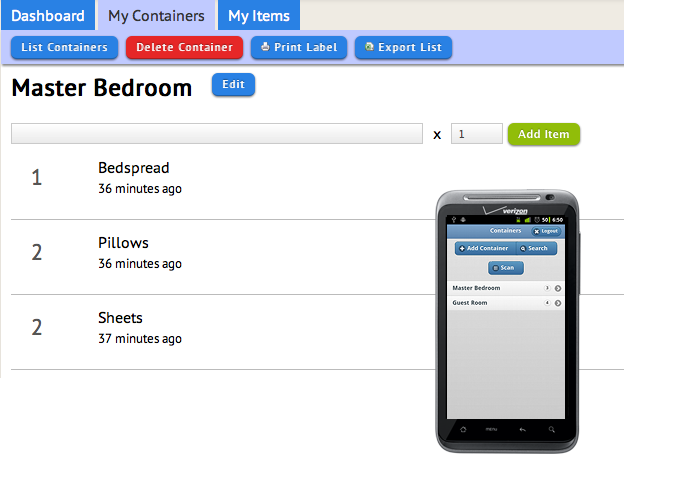 Dashboard My Containers My Items
List Containers Delete Container Print Label Export List
Master Bedroom Edit
x 1 Add Item
1 Bedspread
36 minutes ago
2 Pillows
36 minutes ago
2 Sheets
37 minutes ago
verizon
50 6:50
Containers Logout
Add Container Search
Scan
Master Bedroom 3
Guest Room 4
menu